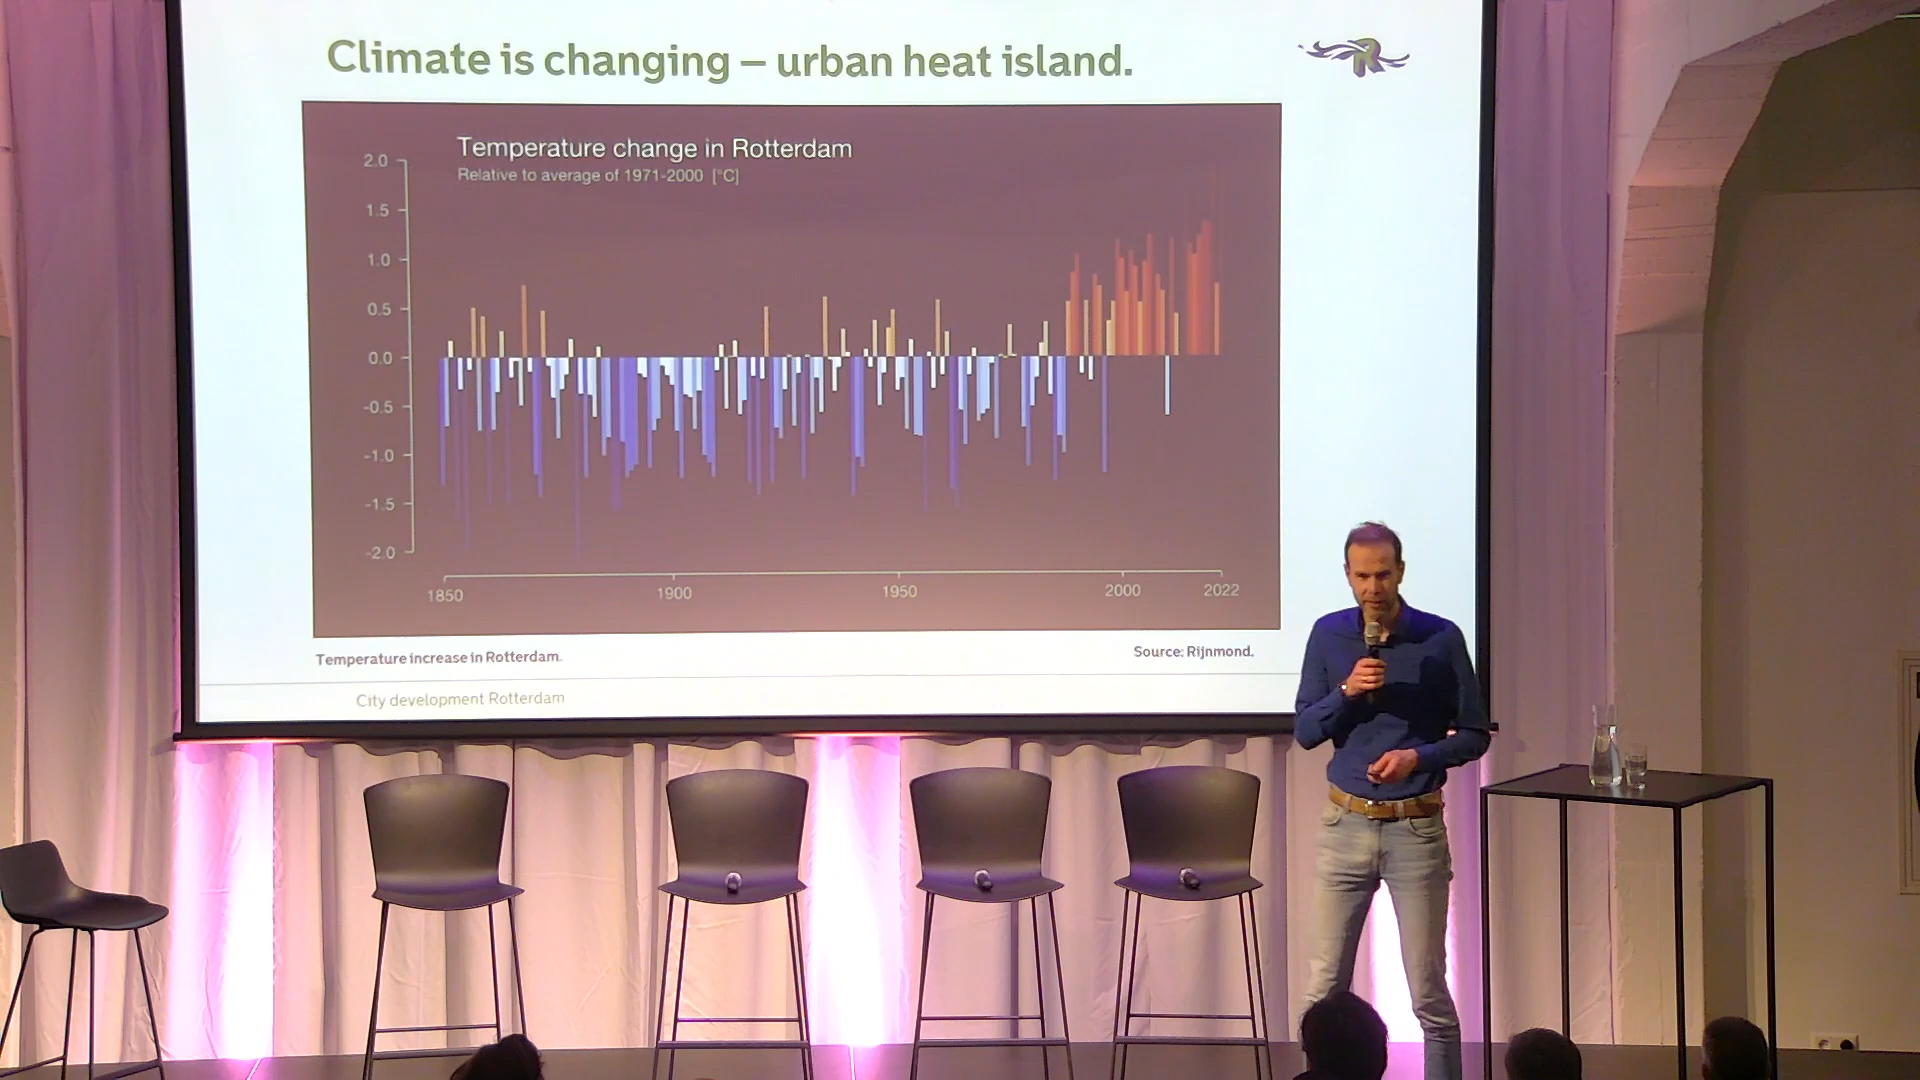 Climate is changing – urban heat island.
R
Temperature change in Rotterdam
Relative to average of 1971-2000 [°C]
2.0
1.5
1.0
0.5
0.0
-0.5
-1.0
-1.5
-2.0
1850 1900 1950 2000 2022
Temperature increase in Rotterdam. Source: Rijnmond.
City development Rotterdam